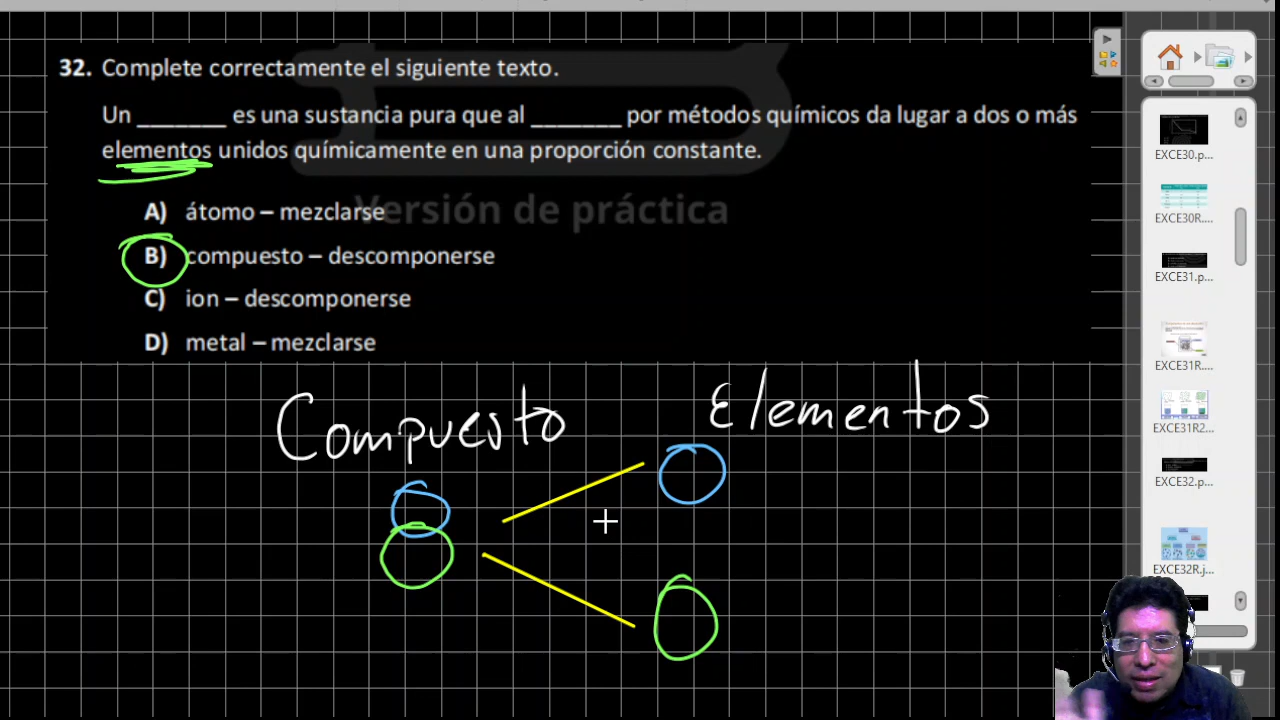 32. Complete correctamente el siguiente texto.
Un _______ es una sustancia pura que al _______ por métodos químicos da lugar a dos o más
elementos unidos químicamente en una proporción constante.
Versión de práctica
A) átomo – mezclarse
B) compuesto – descomponerse
C) ion – descomponerse
D) metal – mezclarse
Compuesto
Elementos
EXCE30.p...
EXCE30R....
EXCE31.p...
EXCE31R....
EXCE31R2...
EXCE32.p...
EXCE32R.j...